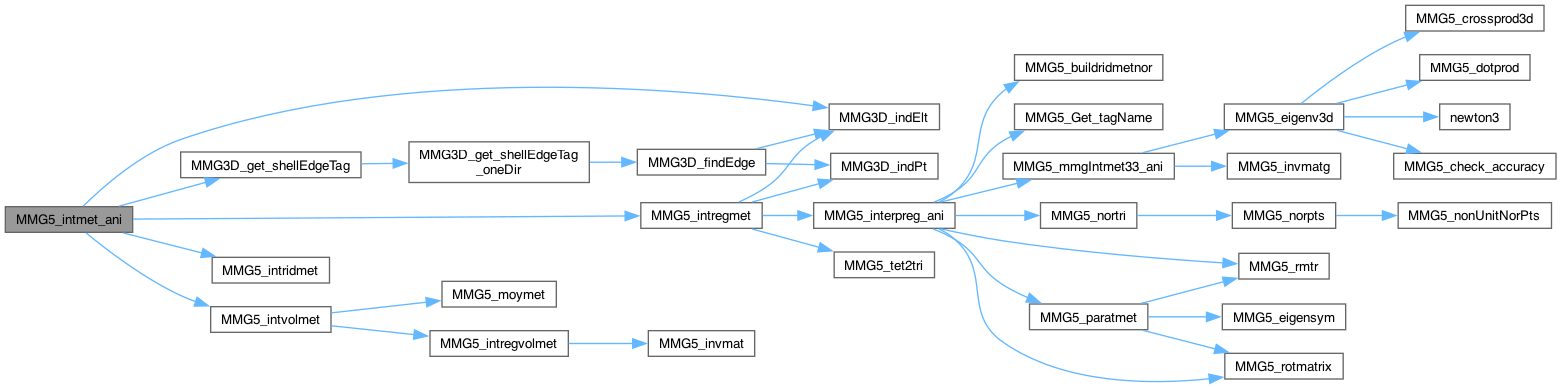 MMG5_intmet_ani
MMG3D_get_shellEdgeTag
MMG5_intridmet
MMG5_intvolmet
MMG3D_get_shellEdgeTag
_oneDir
MMG5_moymet
MMG5_intregvolmet
MMG3D_findEdge
MMG5_intregmet
MMG5_invmat
MMG3D_indElt
MMG3D_indPt
MMG5_interpreg_ani
MMG5_tet2tri
MMG5_buildridmetnor
MMG5_Get_tagName
MMG5_mmgIntmet33_ani
MMG5_nortri
MMG5_paratmet
MMG5_eigenv3d
MMG5_invmatg
MMG5_norpts
MMG5_rmtr
MMG5_eigensym
MMG5_rotmatrix
MMG5_crossprod3d
MMG5_dotprod
newton3
MMG5_check_accuracy
MMG5_nonUnitNorPts